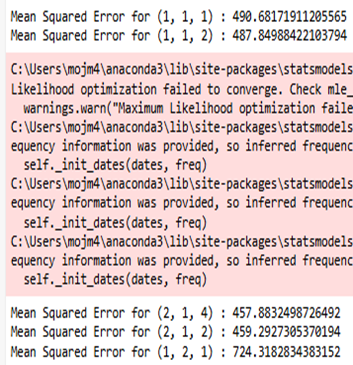 Mean Squared Error for (1, 1, 1) : 490.68171911205565
Mean Squared Error for (1, 1, 2) : 487.84988422103794
C:\Users\mojm4\anaconda3\lib\site-packages\statsmodels
Likelihood optimization failed to converge. Check mle_
warnings.warn("Maximum Likelihood optimization faile
C:\Users\mojm4\anaconda3\lib\site-packages\statsmodels
equency information was provided, so inferred frequenc
self._init_dates(dates, freq)
C:\Users\mojm4\anaconda3\lib\site-packages\statsmodels
equency information was provided, so inferred frequenc
self._init_dates(dates, freq)
C:\Users\mojm4\anaconda3\lib\site-packages\statsmodels
equency information was provided, so inferred frequenc
self._init_dates(dates, freq)
Mean Squared Error for (2, 1, 4) : 457.8832498726492
Mean Squared Error for (2, 1, 2) : 459.2927305370194
Mean Squared Error for (1, 2, 1) : 724.3182834383152